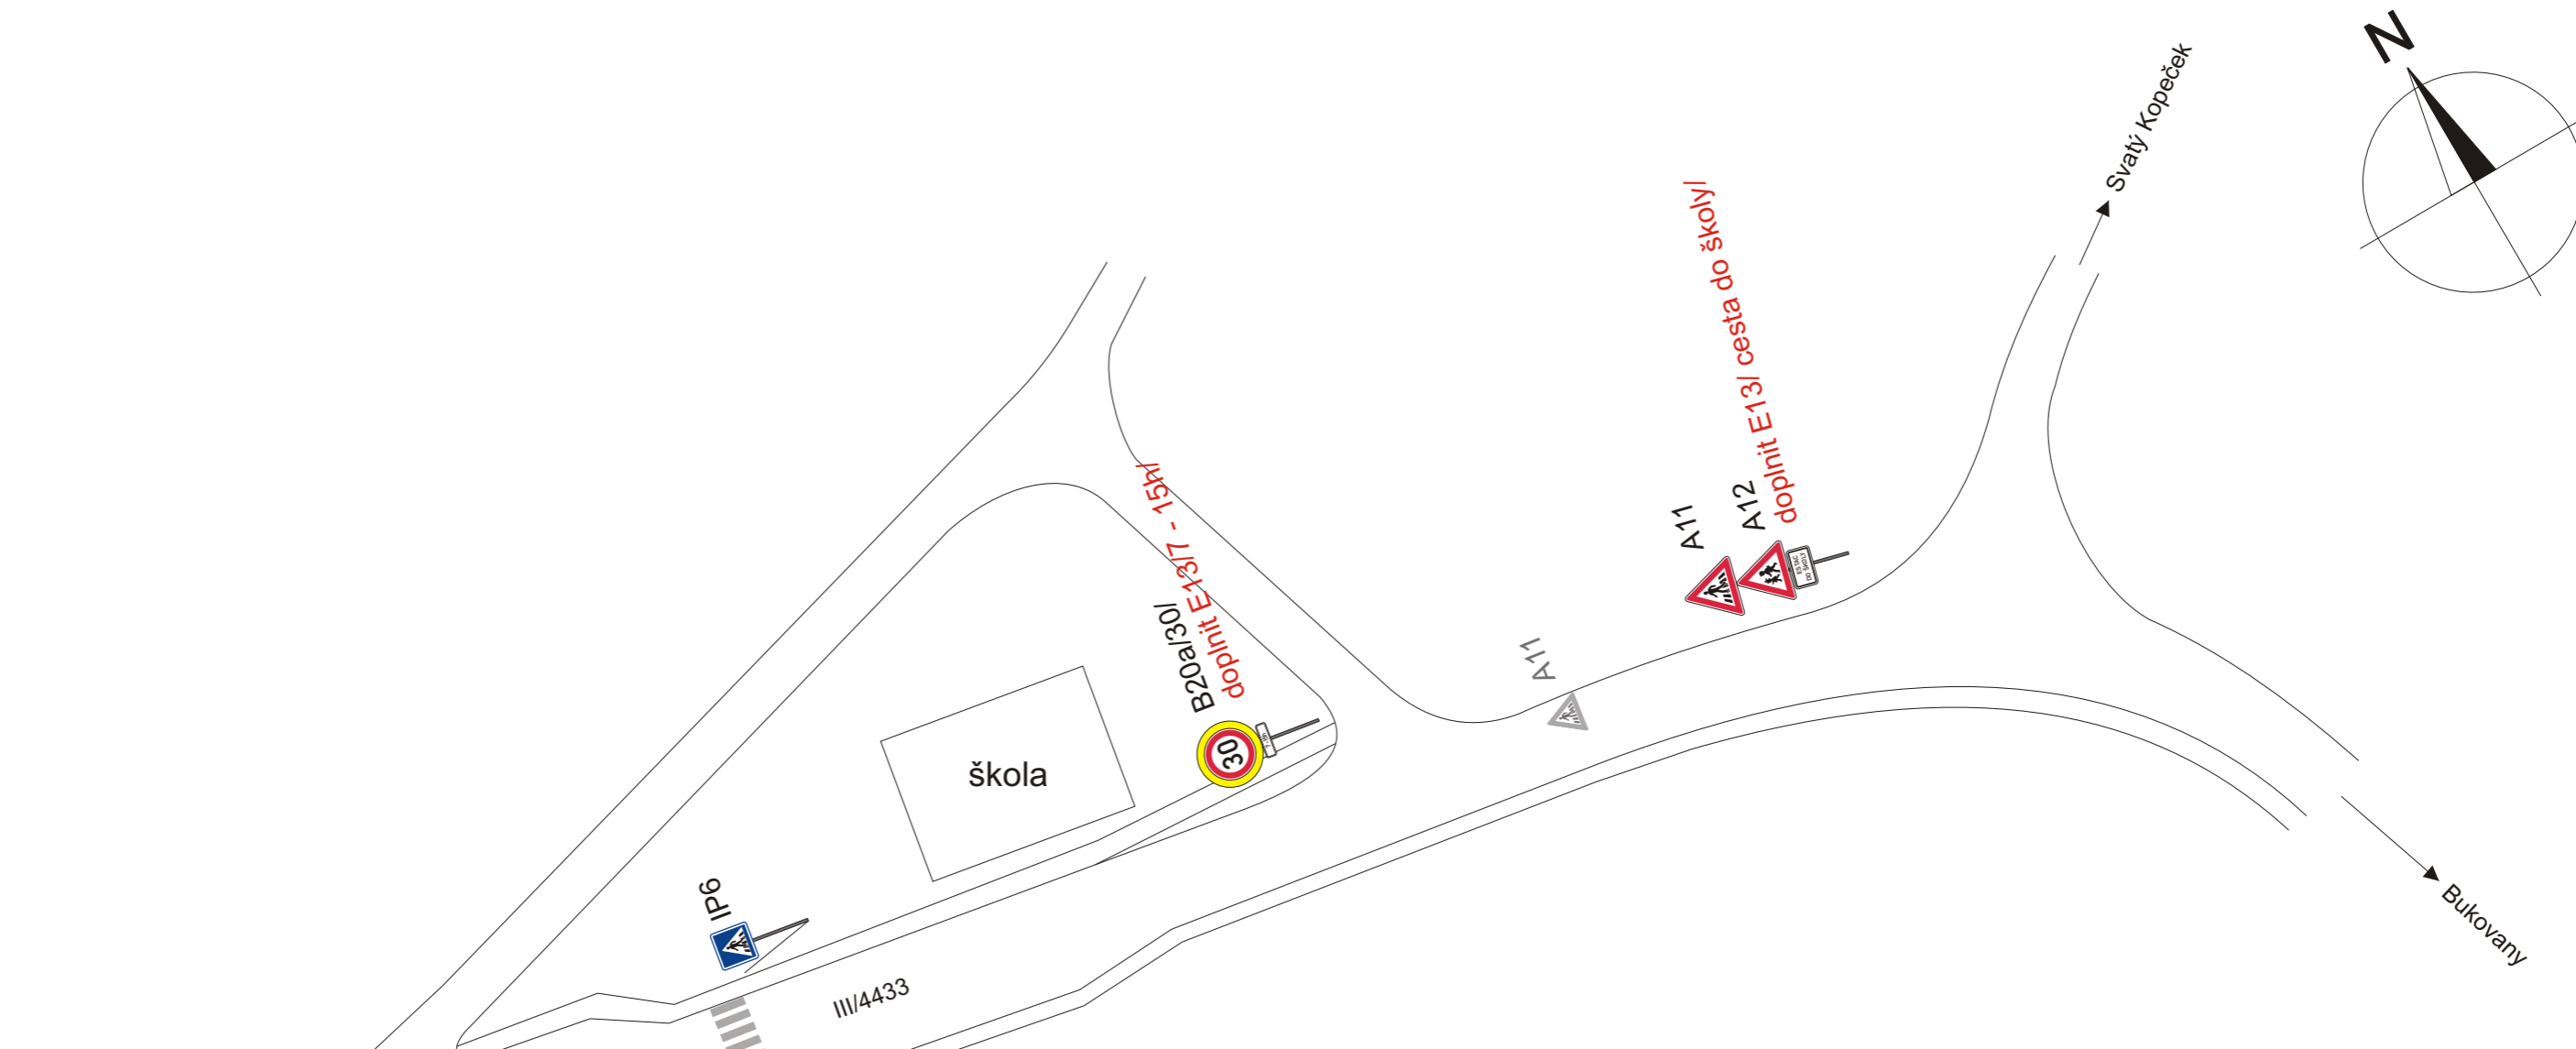 N
Svatý Kopeček
doplnit E13/ cesta do školy/
A12
A11
A11
doplnit E13/7 - 15h/
B20a/30/
30
škola
IP6
III/4433
Bukovany